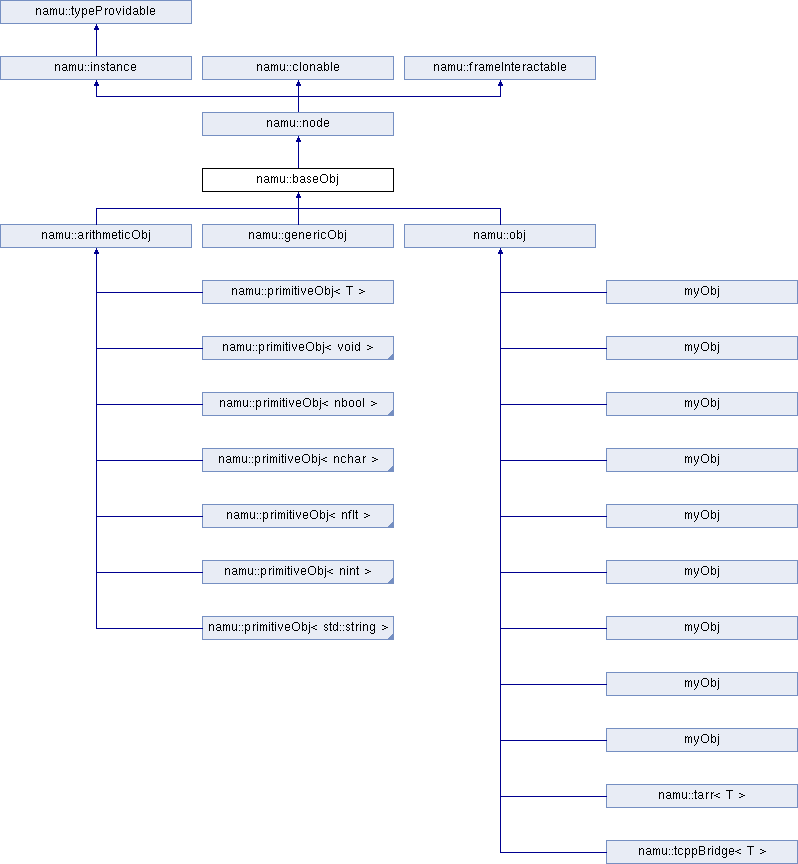 namu::typeProvidable
namu::instance
namu::clonable
namu::frameInteractable
namu::node
namu::baseObj
namu::arithmeticObj
namu::genericObj
namu::obj
namu::primitiveObj< T >
myObj
namu::primitiveObj< void >
myObj
namu::primitiveObj< nbool >
myObj
namu::primitiveObj< nchar >
myObj
namu::primitiveObj< nflt >
myObj
namu::primitiveObj< nint >
myObj
namu::primitiveObj< std::string >
myObj
myObj
myObj
namu::tarr< T >
namu::tcppBridge< T >